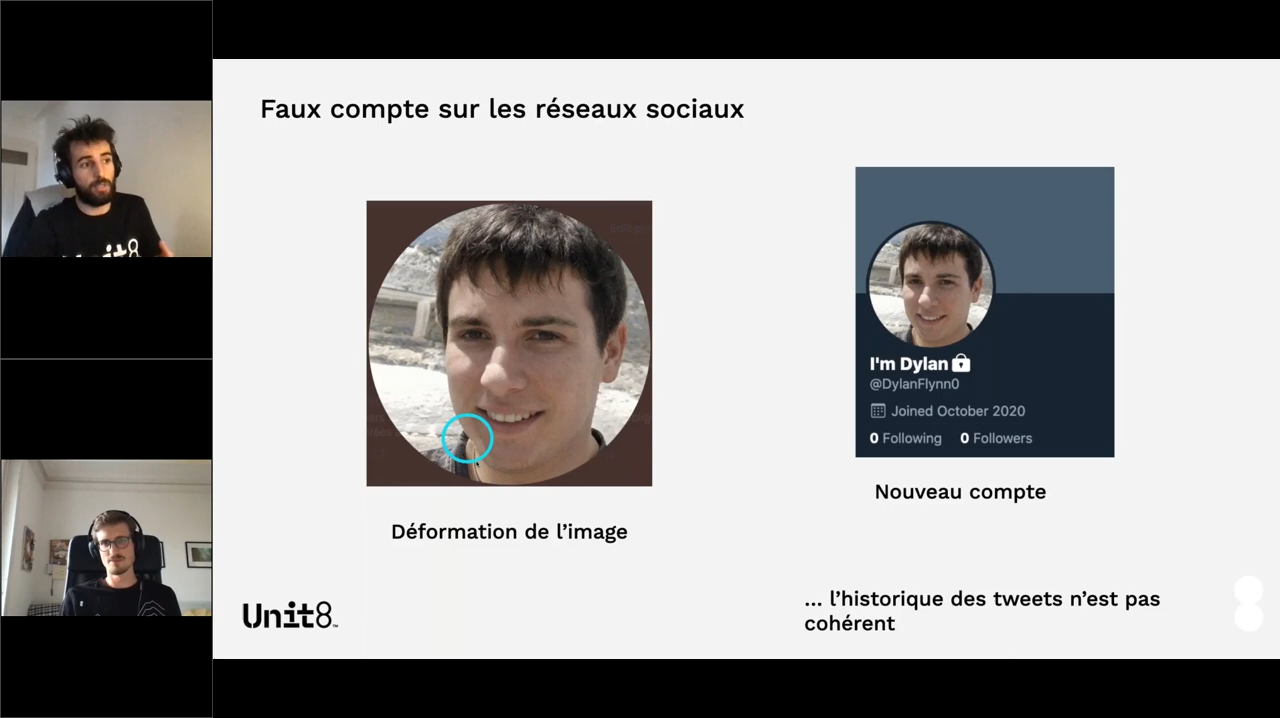 Faux compte sur les réseaux sociaux
Unit8
I'm Dylan
@DylanFlynn0
Joined October 2020
0 Following 0 Followers
Nouveau compte
Déformation de l’image
Unit8™
... l’historique des tweets n’est pas
cohérent